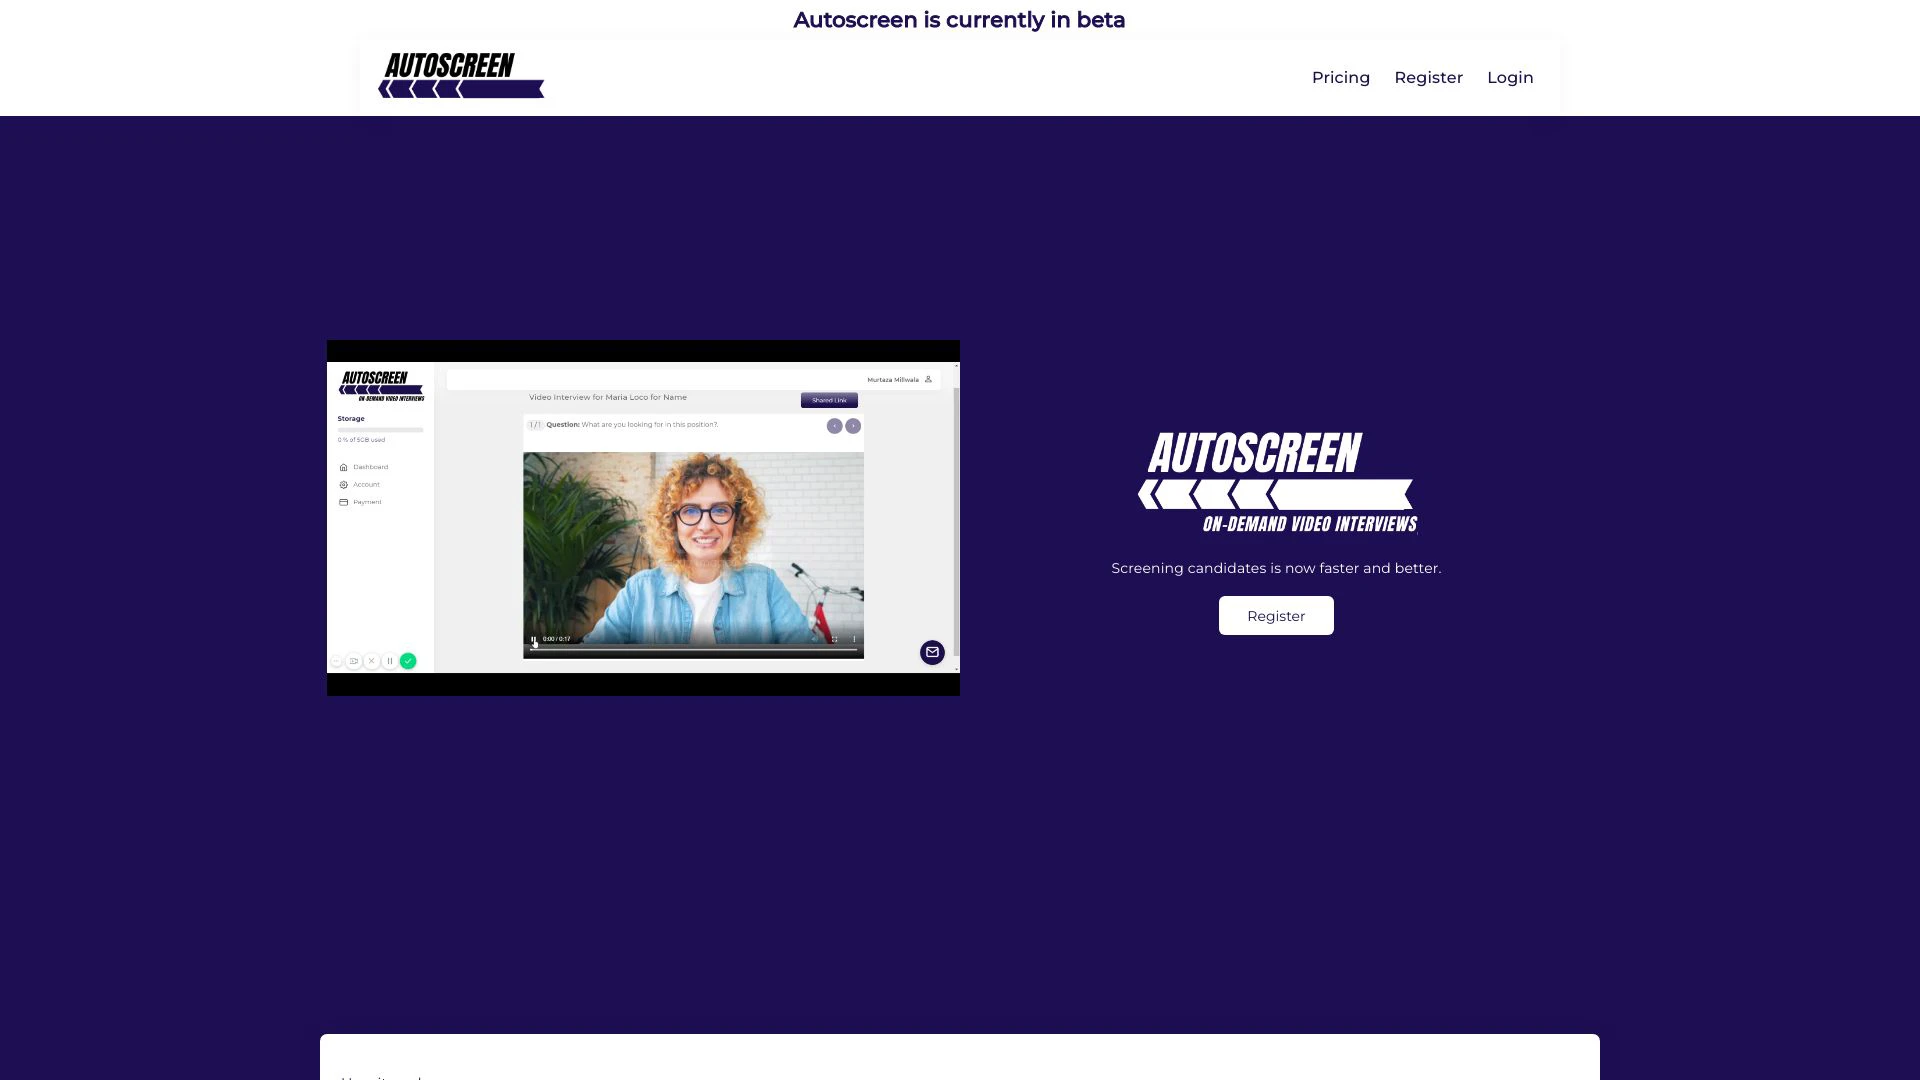 Autoscreen is currently in beta
AUTOSCREEN
Pricing Register Login
AUTOSCREEN
ON-DEMAND VIDEO INTERVIEWS
Murtaza Millwala
Storage
0 % of 5GB used
Dashboard
Account
Payment
Video Interview for Maria Loco for Name
Shared Link
1 / 1 Question: What are you looking for in this position?
0:00 / 0:17
AUTOSCREEN
ON-DEMAND VIDEO INTERVIEWS
Screening candidates is now faster and better.
Register